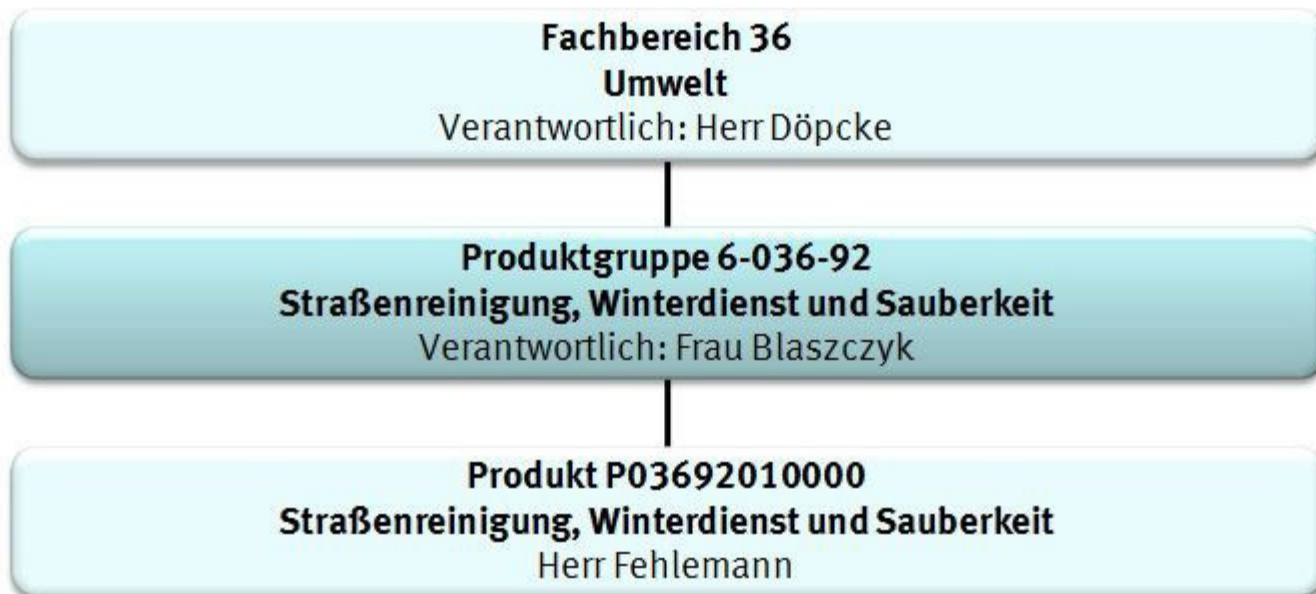 Fachbereich 36
Umwelt
Verantwortlich: Herr Döpcke
Produktgruppe 6-036-92
Straßenreinigung, Winterdienst und Sauberkeit
Verantwortlich: Frau Blaszczyk
Produkt P03692010000
Straßenreinigung, Winterdienst und Sauberkeit
Herr Fehlemann